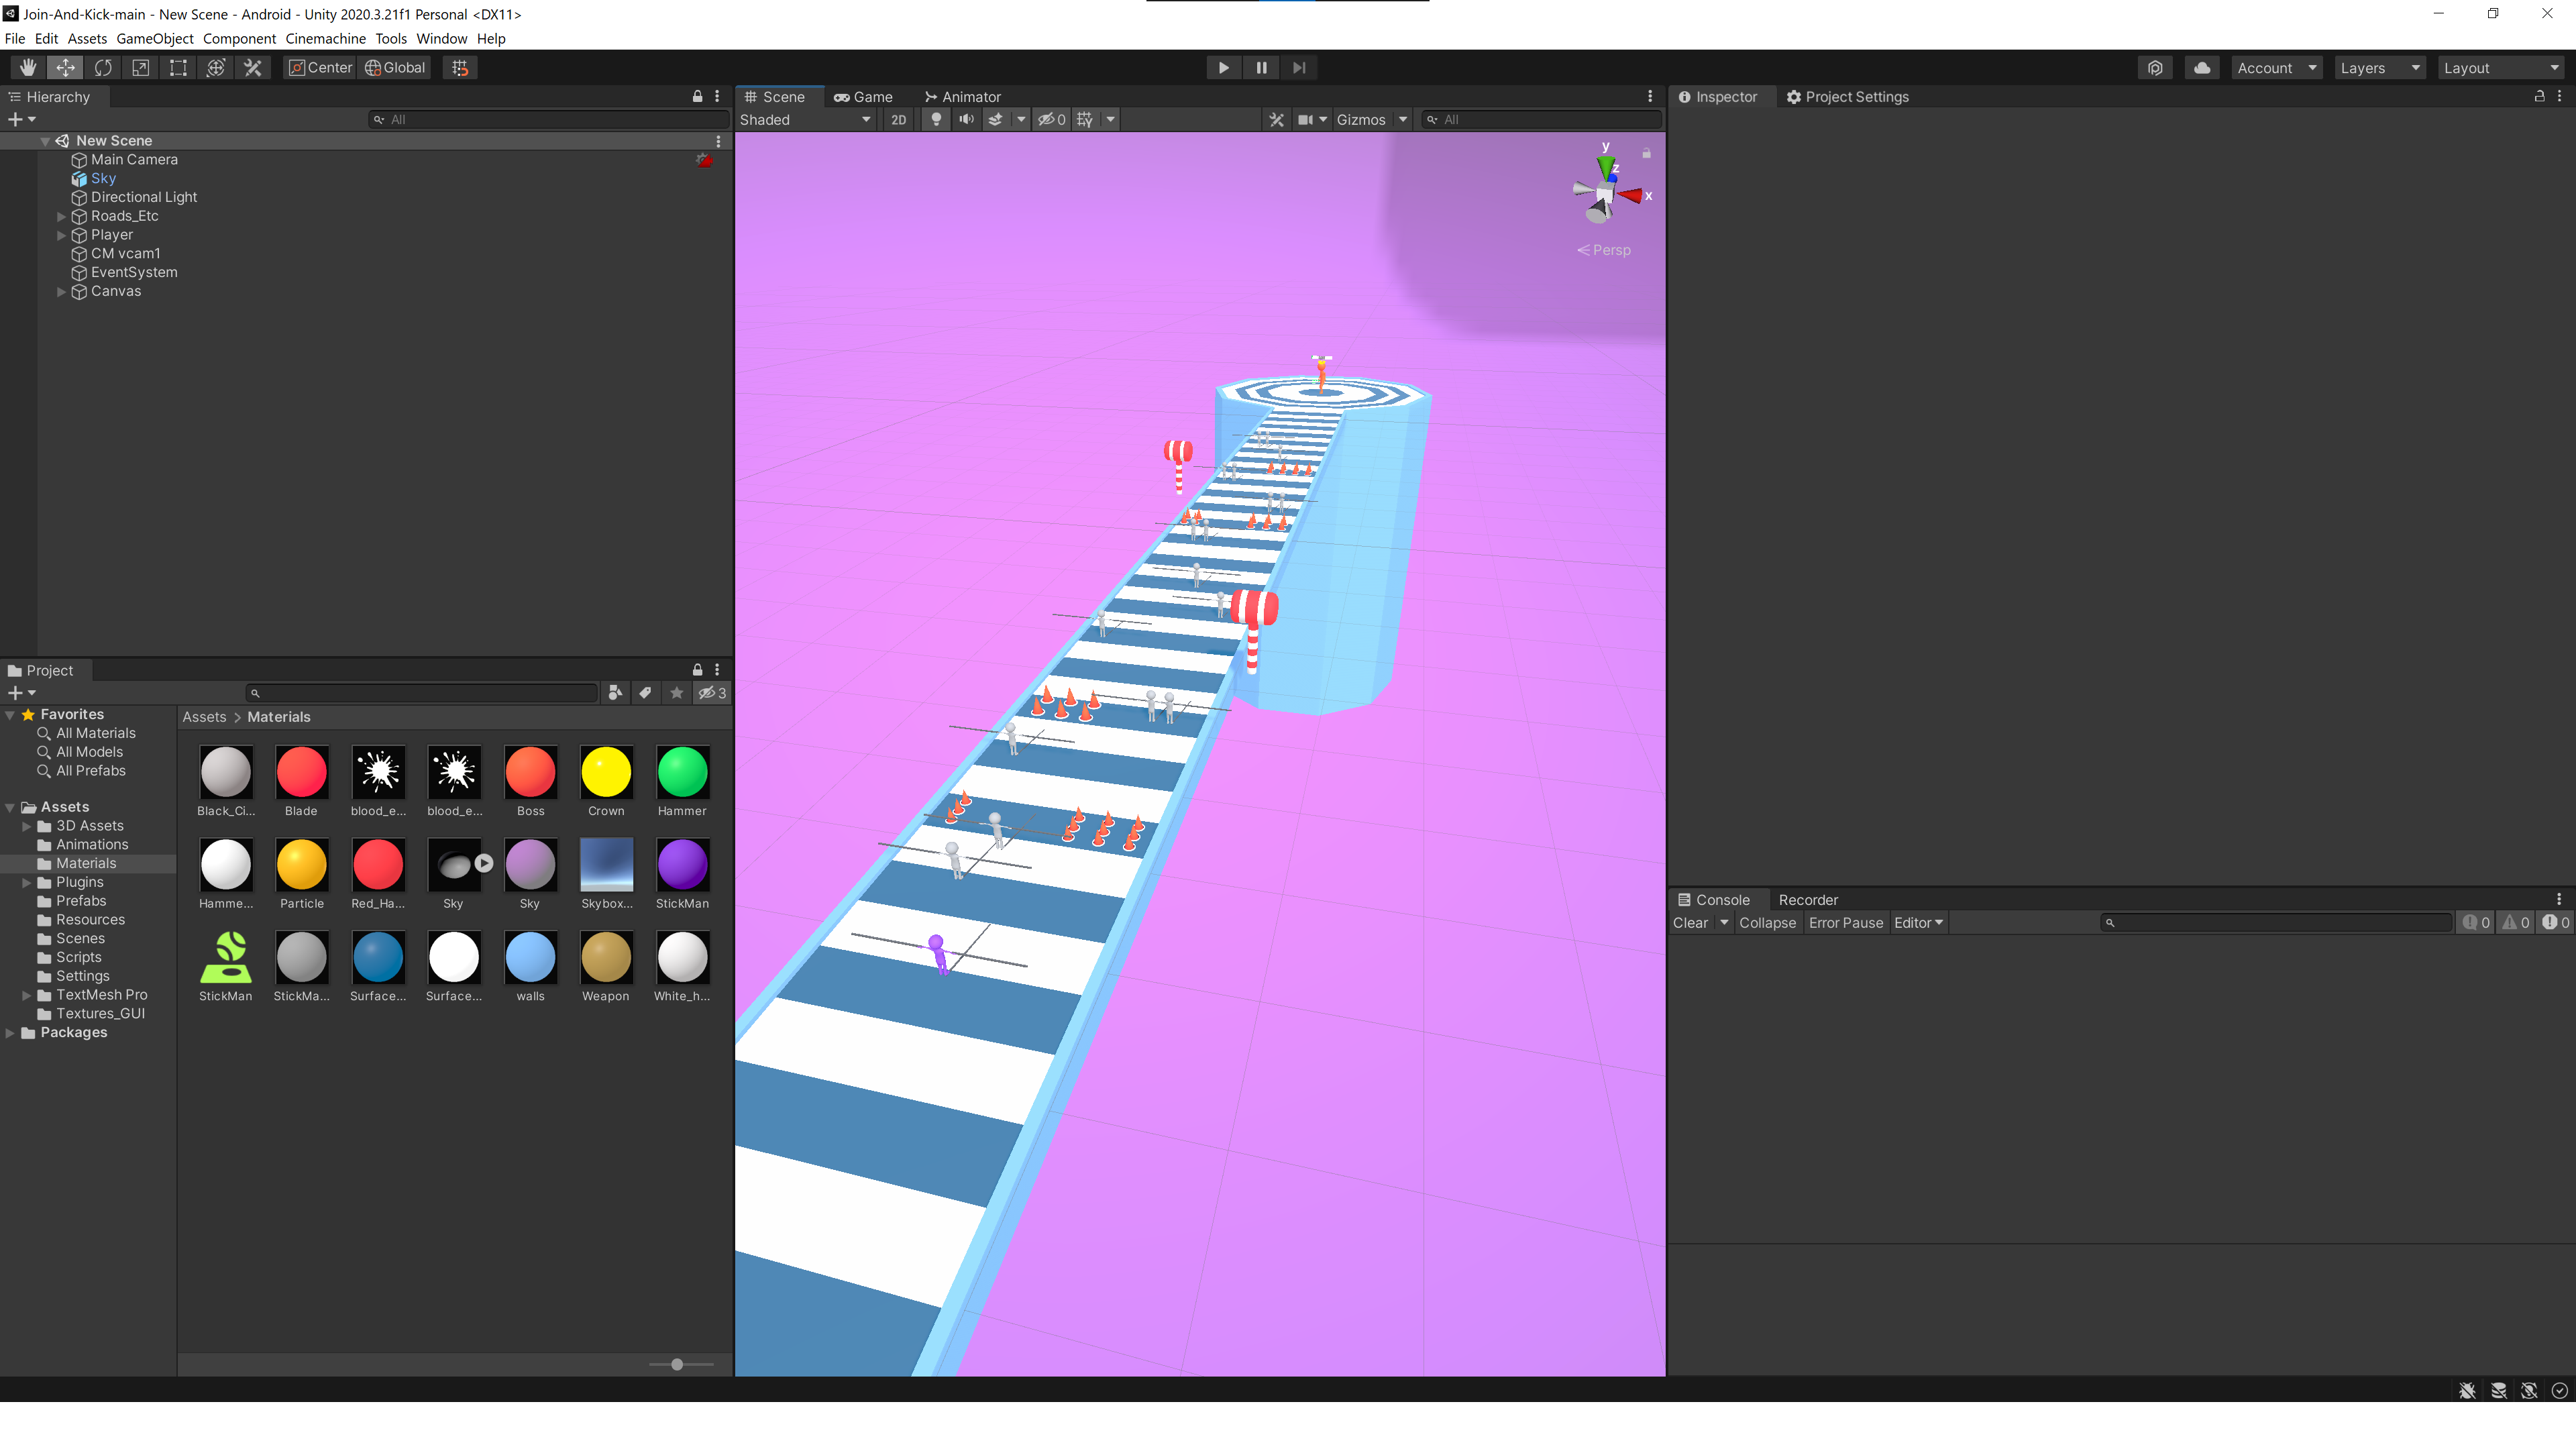 Join-And-Kick-main - New Scene - Android - Unity 2020.3.21f1 Personal <DX11>
File Edit Assets GameObject Component Cinemachine Tools Window Help
Center Global Account Layers Layout
Hierarchy
All
New Scene
Main Camera
Sky
Directional Light
Roads_Etc
Player
CM vcam1
EventSystem
Canvas
Scene Game Animator
Shaded 2D 0 Gizmos All
y
z
x
Persp
Inspector Project Settings
Project
3
Favorites
All Materials
All Models
All Prefabs
Assets
3D Assets
Animations
Materials
Plugins
Prefabs
Resources
Scenes
Scripts
Settings
TextMesh Pro
Textures_GUI
Packages
Assets > Materials
Black_Ci... Blade blood_e... blood_e... Boss Crown Hammer
Hamme... Particle Red_Ha... Sky Sky Skybox... StickMan
StickMan StickMa... Surface... Surface... walls Weapon White_h...
Console Recorder
Clear Collapse Error Pause Editor 0 0 0